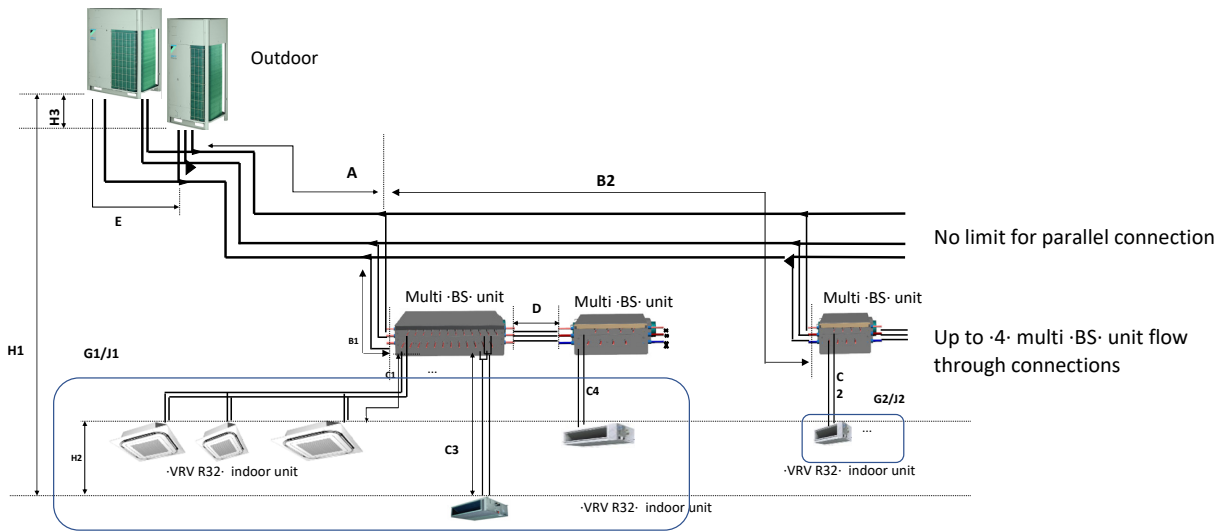 Outdoor
H3
A
B2
E
No limit for parallel connection
Multi ·BS· unit
D
Multi ·BS· unit
Multi ·BS· unit
H1
B1
G1/J1
Up to ·4· multi ·BS· unit flow
through connections
C1
...
C4
C
2
G2/J2
H2
C3
...
·VRV R32· indoor unit
·VRV R32· indoor unit
·VRV R32· indoor unit